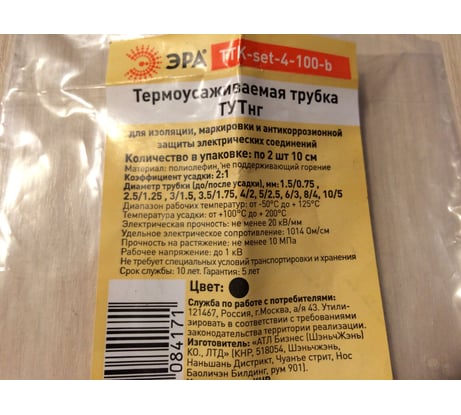 ЭРА® TTK-set-4-100-b
Термоусаживаемая трубка
ТУТнг
для изоляции, маркировки и антикоррозионной
защиты электрических соединений
Количество в упаковке: по 2 шт 10 см
Материал: полиолефин, не поддерживающий горение
Коэффициент усадки: 2:1
Диаметр трубки (до/после усадки), мм: 1.5/0.75 ,
2.5/1.25 , 3/1.5, 3.5/1.75, 4/2, 5/2.5, 6/3, 8/4, 10/5
Диапазон рабочих температур: от -50°C до + 125°C
Температура усадки: от +100°C до + 200°C
Электрическая прочность: не менее 20 кВ/мм
Удельное электрическое сопротивление: 1014 Ом/см
Прочность на растяжение: не менее 10 МПа
Рабочее напряжение: до 1 кВ
Не требует специальных условий транспортировки и хранения
Срок службы: 10 лет. Гарантия: 5 лет
Цвет:
Служба по работе с потребителями:
121467, Россия, г.Москва, а/я 43. Утили-
зировать в соответствии с требованиями
законодательства территории реализации.
Изготовитель: «АТЛ Бизнес (ШэньчЖэнь)
КО., ЛТД» (КНР, 518054, Шэньчжэнь,
Наньшань Дистрикт, Чуанье стрит, Нос
Баоличэн Билдинг, рум 901).
084171